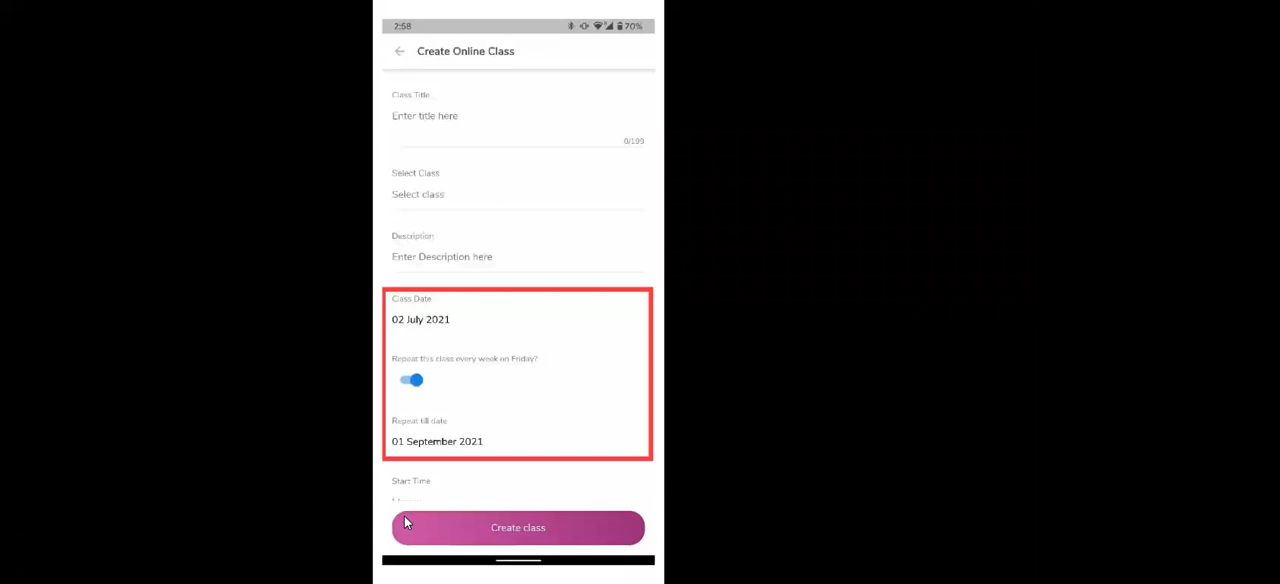 2:58
70%
Create Online Class
Class Title
Enter title here
0/199
Select Class
Select class
Description
Enter Description here
Class Date
02 July 2021
Repeat this class every week on Friday?
Repeat till date
01 September 2021
Start Time
Create class